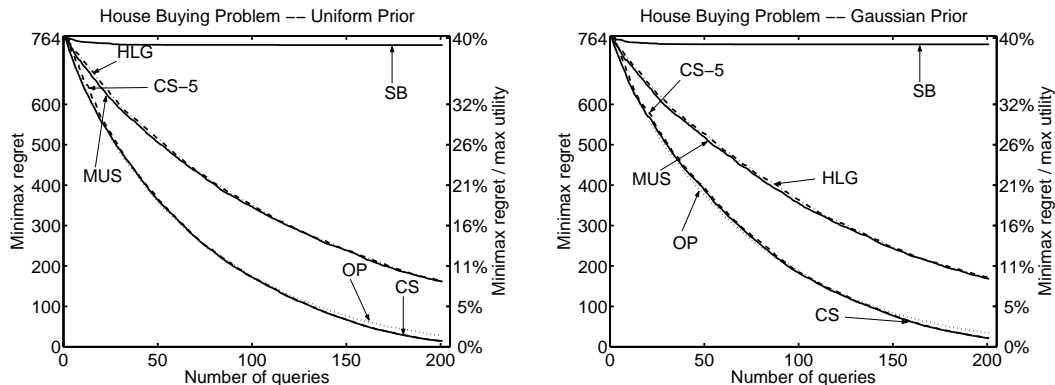 House Buying Problem −− Uniform Prior
764
600
500
400
300
200
100
0
0
50
100
150
200
40%
32%
26%
21%
16%
11%
5%
0%
Minimax regret
Number of queries
Minimax regret / max utility
HLG
CS−5
MUS
SB
OP
CS
House Buying Problem −− Gaussian Prior
764
600
500
400
300
200
100
0
0
50
100
150
200
40%
32%
26%
21%
16%
11%
5%
0%
Minimax regret
Number of queries
Minimax regret / max utility
CS−5
SB
MUS
HLG
OP
CS